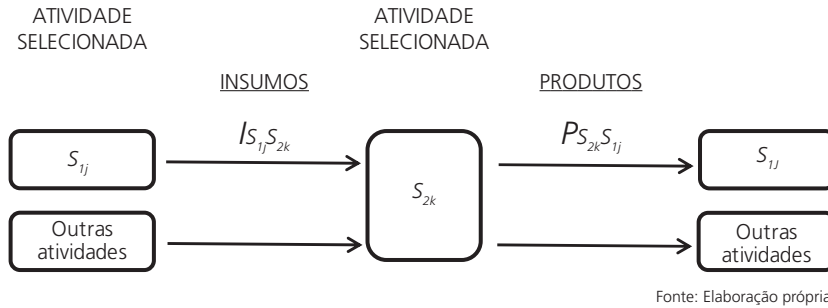 ATIVIDADE
SELECIONADA
ATIVIDADE
SELECIONADA
INSUMOS
PRODUTOS
S1j
IS1jS2k
S2k
PS2kS1j
S1J
Outras
atividades
Outras
atividades
Fonte: Elaboração própria